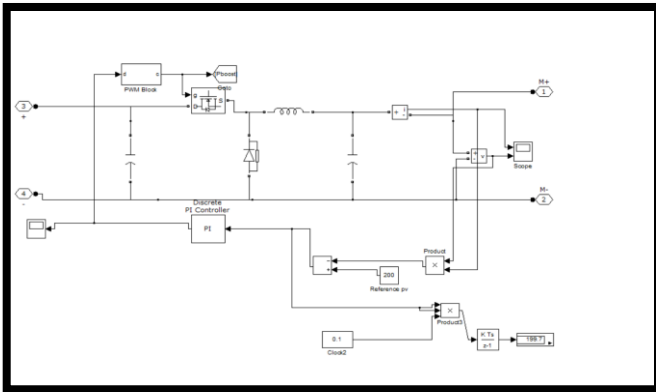 M+
3
+
d
PWM Block
[Pboost]
Goto
g
D
S
1
+
i
-
+
v
-
Scope
4
-
M-
2
Discrete
PI Controller
PI
Product
×
-
+
200
Reference pv
×
Product3
0.1
Clock2
K Ts
z-1
199.7